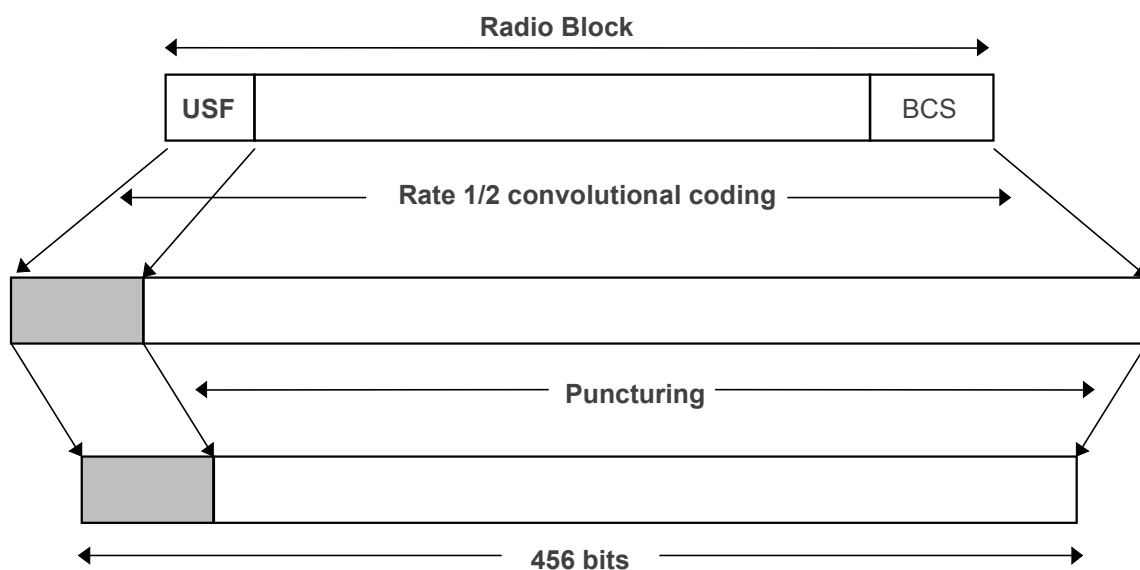 Radio Block
USF
BCS
Rate 1/2 convolutional coding
Puncturing
456 bits